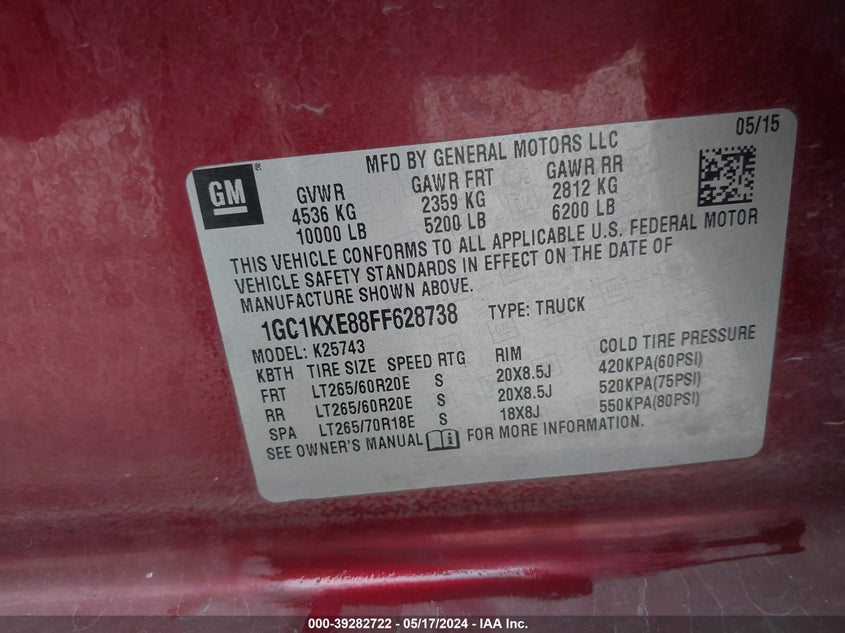 05/15
MFD BY GENERAL MOTORS LLC
GM®
GVWR GAWR FRT GAWR RR
4536 KG 2359 KG 2812 KG
10000 LB 5200 LB 6200 LB
THIS VEHICLE CONFORMS TO ALL APPLICABLE U.S. FEDERAL MOTOR
VEHICLE SAFETY STANDARDS IN EFFECT ON THE DATE OF
MANUFACTURE SHOWN ABOVE.
1GC1KXE88FF628738 TYPE: TRUCK
MODEL: K25743
KBTH TIRE SIZE SPEED RTG RIM COLD TIRE PRESSURE
FRT LT265/60R20E S 20X8.5J 420KPA(60PSI)
RR LT265/60R20E S 20X8.5J 520KPA(75PSI)
SPA LT265/70R18E S 18X8J 550KPA(80PSI)
SEE OWNER'S MANUAL i FOR MORE INFORMATION.
000-39282722 - 05/17/2024 - IAA Inc.